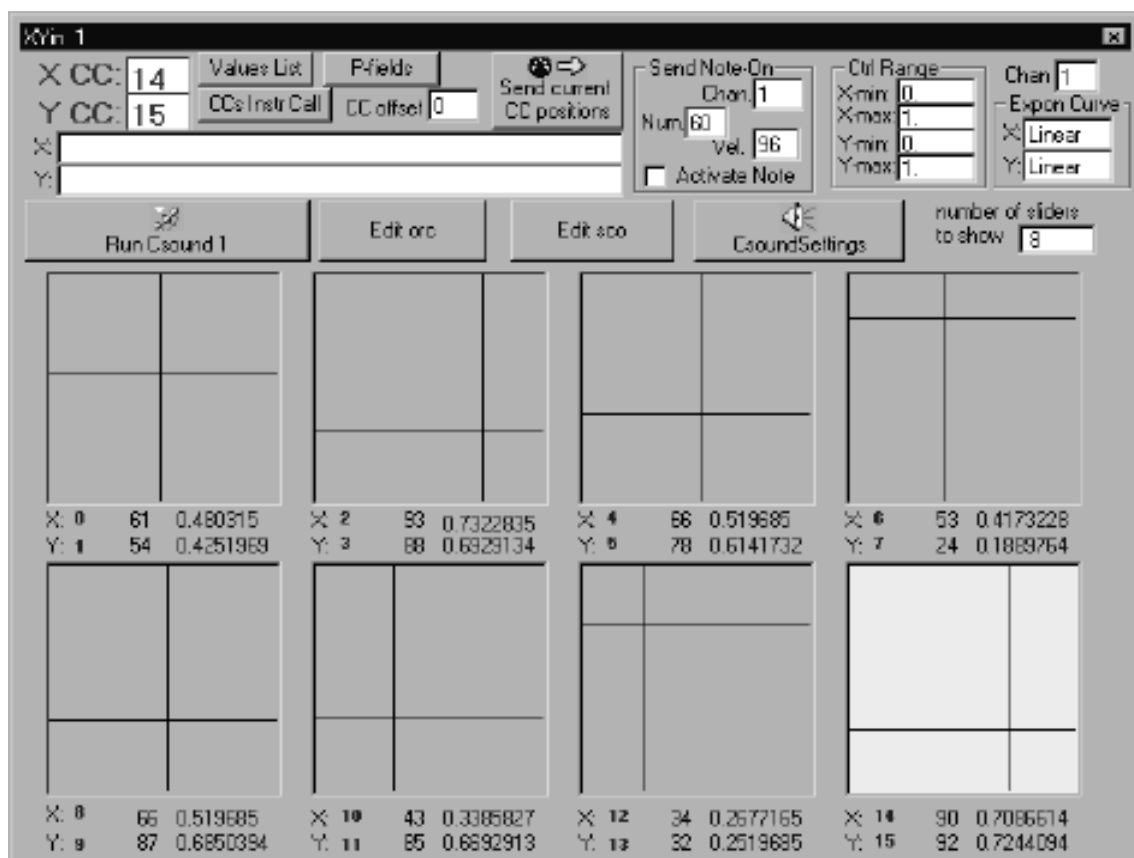 XYin 1
X CC: 14 Values List P-fields Send current CC positions
Y CC: 15 CCs Instr Call CC offset 0
X:
Y:
Send Note-On
Chan. 1
Num. 60
Vel. 96
Activate Note
Ctrl Range
X-min: 0.
X-max: 1.
Y-min: 0.
Y-max: 1.
Chan 1
Expon Curve
X: Linear
Y: Linear
Run Csound 1 Edit orc Edit sco CsoundSettings number of sliders
to show 8
X: 0 61 0.480315 X: 2 93 0.7322835 X: 4 66 0.519685 X: 6 53 0.4173228
Y: 1 54 0.4251969 Y: 3 88 0.6929134 Y: 5 78 0.6141732 Y: 7 24 0.1889764
X: 8 66 0.519685 X: 10 43 0.3385827 X: 12 34 0.2677165 X: 14 90 0.7086614
Y: 9 87 0.6850394 Y: 11 85 0.6692913 Y: 13 32 0.2519685 Y: 15 92 0.7244094